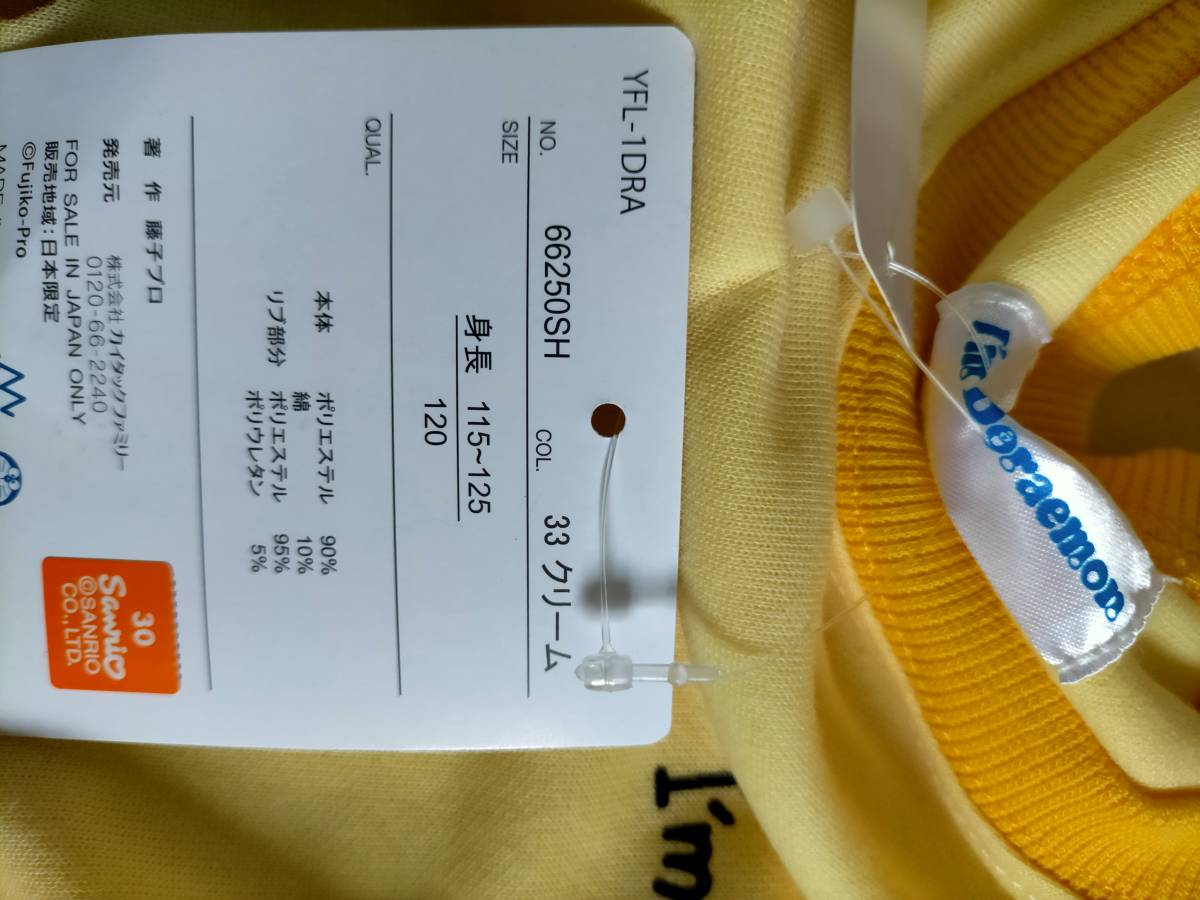 YFL-1DRA
NO. 66250SH COL. 33 クリーム
SIZE
身長 115~125
120
QUAL.
本体 ポリエステル 90%
綿 10%
リブ部分 ポリエステル 95%
ポリウレタン 5%
著作 藤子プロ
発売元 株式会社 カイタックファミリー
0120-66-2240
FOR SALE IN JAPAN ONLY
販売地域:日本限定
©Fujiko-Pro
30
Sanrio
©SANRIO
CO., LTD.
I'm Doraemon
I'm